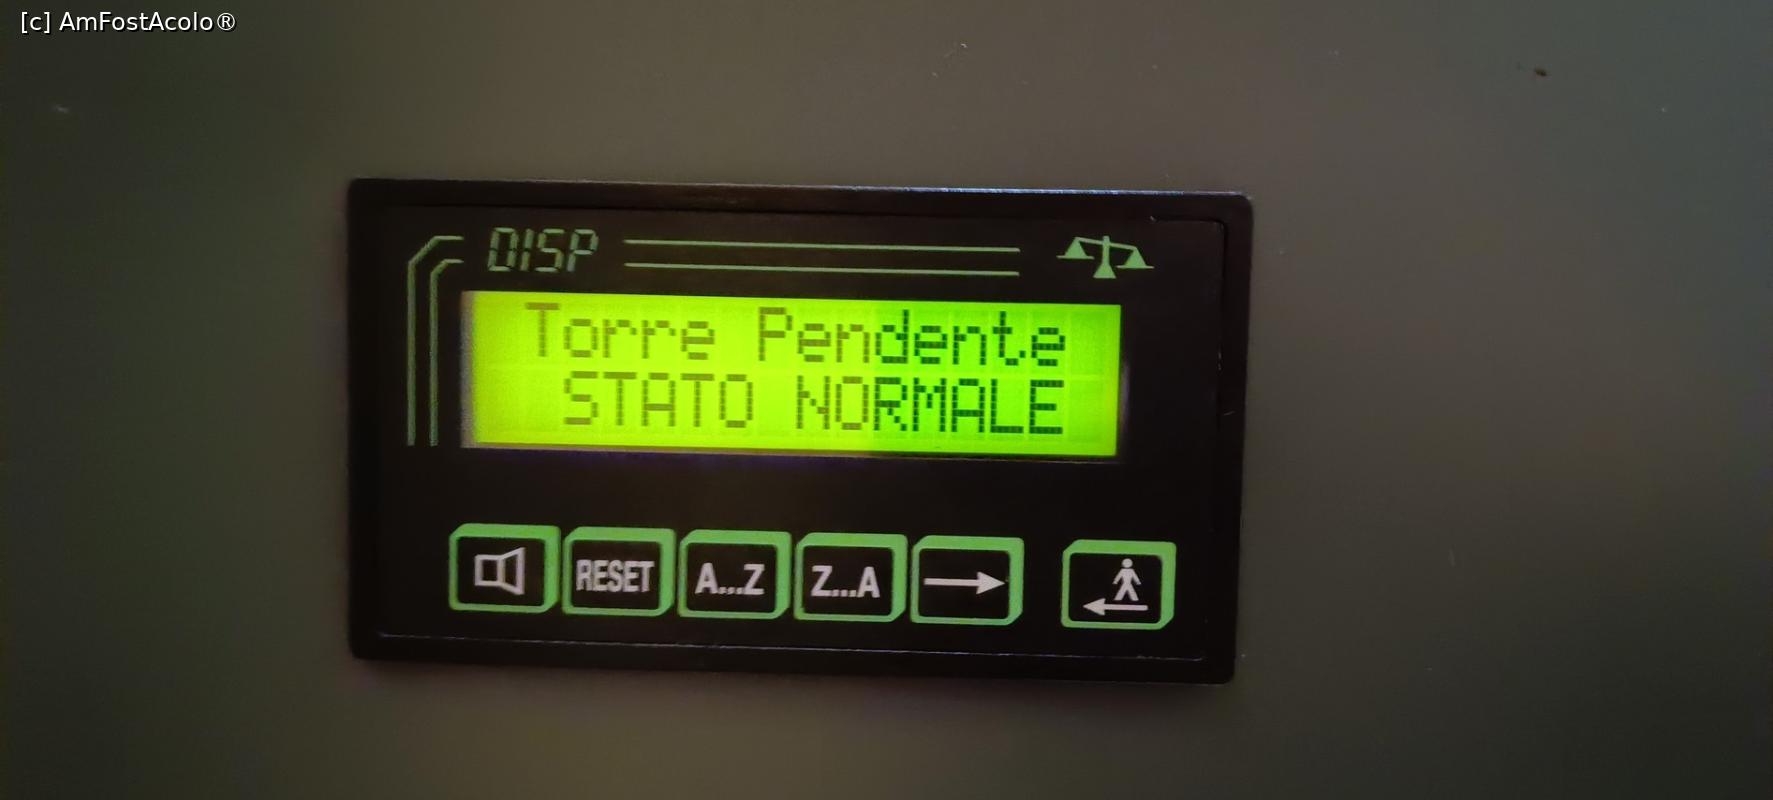 [c] AmFostAcolo®
DISP
Torre Pendente
STATO NORMALE
RESET
A...Z
Z...A